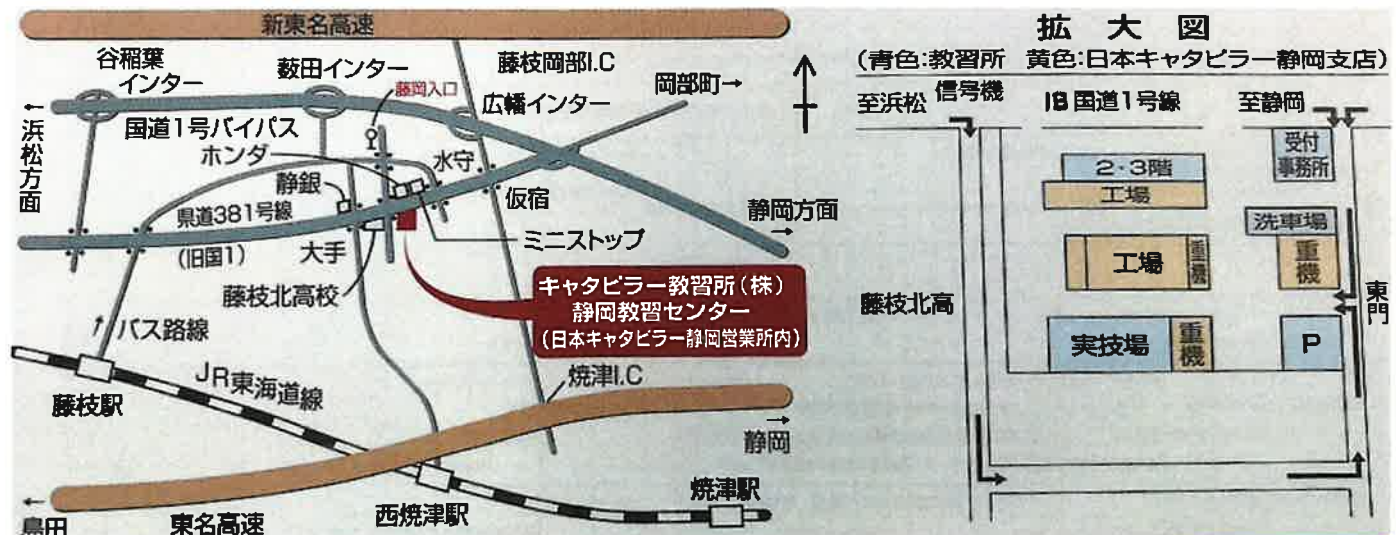 新東名高速
谷稲葉
インター
薮田インター
藤岡入口
藤枝岡部I.C
広幡インター
岡部町→
←浜松方面
国道1号バイパス
ホンダ
水守
静銀
仮宿
県道381号線
(旧国1)
大手
静岡方面
→
ミニストップ
藤枝北高校
キャタピラー教習所(株)
静岡教習センター
(日本キャタピラー静岡営業所内)
↑バス路線
JR東海道線
藤枝駅
焼津I.C
→
静岡
←
島田
東名高速
西焼津駅
焼津駅
拡大図
(青色:教習所 黄色:日本キャタピラー静岡支店)
至浜松
信号機
旧国道1号線
至静岡
受付
事務所
2・3階
工場
洗車場
工場
重機
重機
藤枝北高
東門
実技場
重機
P